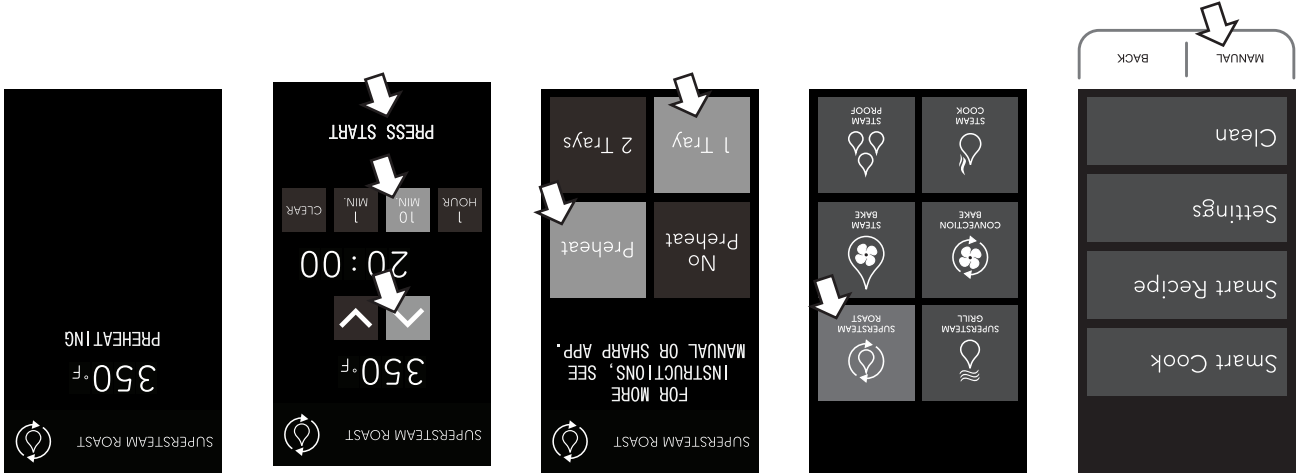 Smart Cook
Smart Recipe
Settings
Clean
MANUAL
BACK
SUPERSTEAM
GRILL
SUPERSTEAM
ROAST
CONVECTION
BAKE
STEAM
BAKE
STEAM
COOK
STEAM
PROOF
SUPERSTEAM ROAST
FOR MORE
INSTRUCTIONS, SEE
MANUAL OR SHARP APP.
No
Preheat
Preheat
1 Tray
2 Trays
SUPERSTEAM ROAST
350°F
20:00
1
HOUR
10
MIN
1
MIN.
CLEAR
PRESS START
SUPERSTEAM ROAST
350°F
PREHEATING